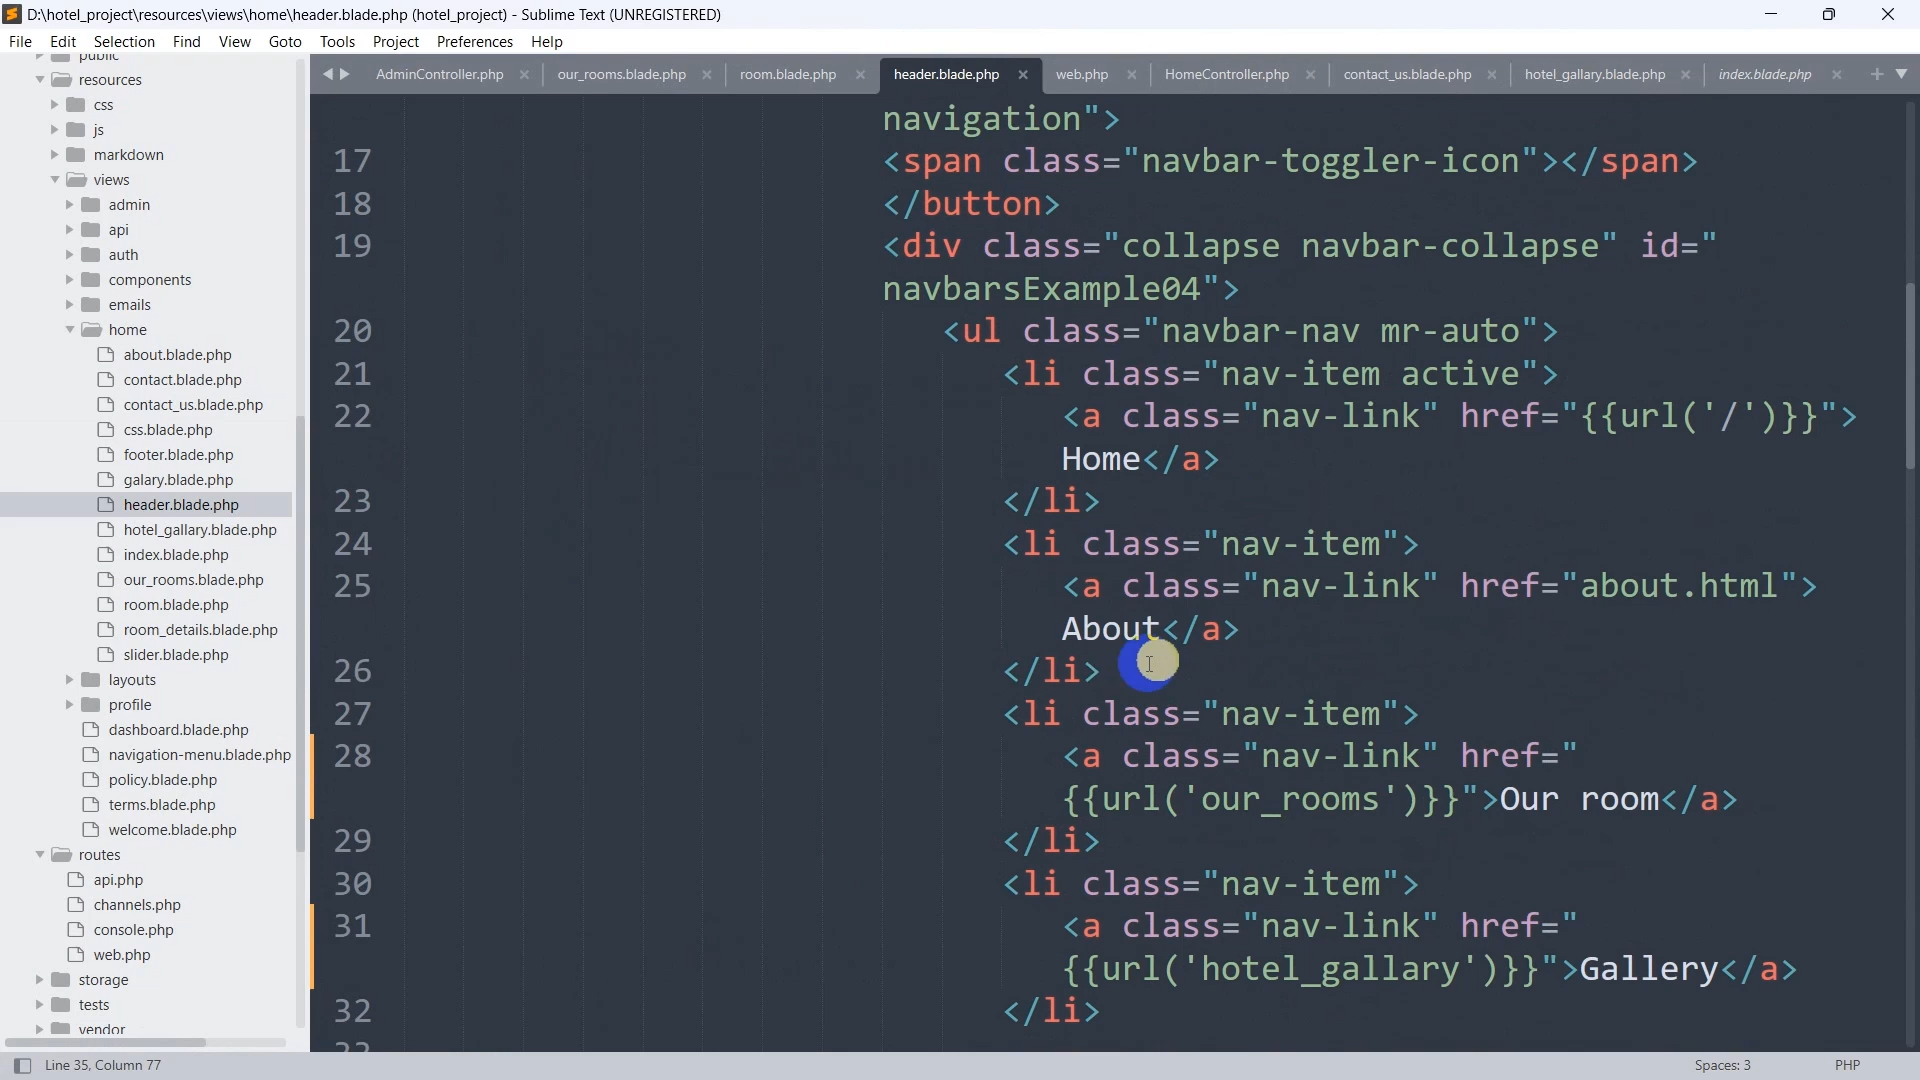 D:\hotel_project\resources\views\home\header.blade.php (hotel_project) - Sublime Text (UNREGISTERED)
File Edit Selection Find View Goto Tools Project Preferences Help
AdminController.php our_rooms.blade.php room.blade.php header.blade.php web.php HomeController.php contact_us.blade.php hotel_gallary.blade.php index.blade.php
public
resources
css
js
markdown
views
admin
api
auth
components
emails
home
about.blade.php
contact.blade.php
contact_us.blade.php
css.blade.php
footer.blade.php
galary.blade.php
header.blade.php
hotel_gallary.blade.php
index.blade.php
our_rooms.blade.php
room.blade.php
room_details.blade.php
slider.blade.php
layouts
profile
dashboard.blade.php
navigation-menu.blade.php
policy.blade.php
terms.blade.php
welcome.blade.php
routes
api.php
channels.php
console.php
web.php
storage
tests
vendor
navigation">
17 <span class="navbar-toggler-icon"></span>
18 </button>
19 <div class="collapse navbar-collapse" id="
navbarsExample04">
20 <ul class="navbar-nav mr-auto">
21 <li class="nav-item active">
22 <a class="nav-link" href="{{url('/')}}">
Home</a>
23 </li>
24 <li class="nav-item">
25 <a class="nav-link" href="about.html">
About</a>
26 </li>
27 <li class="nav-item">
28 <a class="nav-link" href="
{{url('our_rooms')}}">Our room</a>
29 </li>
30 <li class="nav-item">
31 <a class="nav-link" href="
{{url('hotel_gallary')}}">Gallery</a>
32 </li>
33
Line 35, Column 77 Spaces: 3 PHP